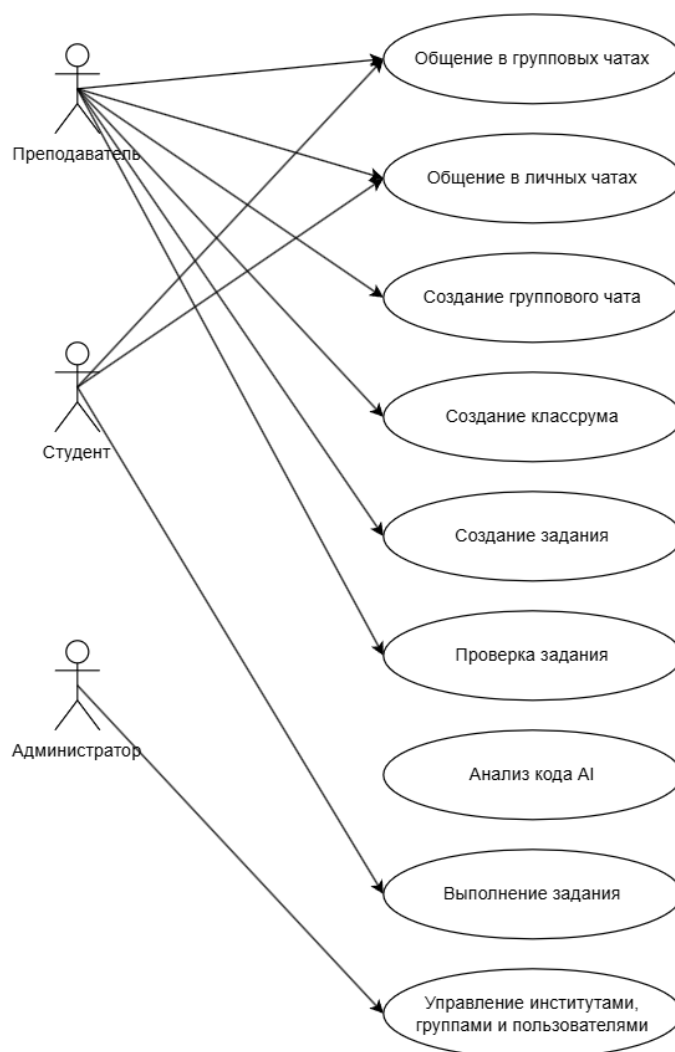 Общение в групповых чатах
Преподаватель
Общение в личных чатах
Создание группового чата
Создание классрума
Студент
Создание задания
Проверка задания
Администратор
Анализ кода AI
Выполнение задания
Управление институтами,
группами и пользователями